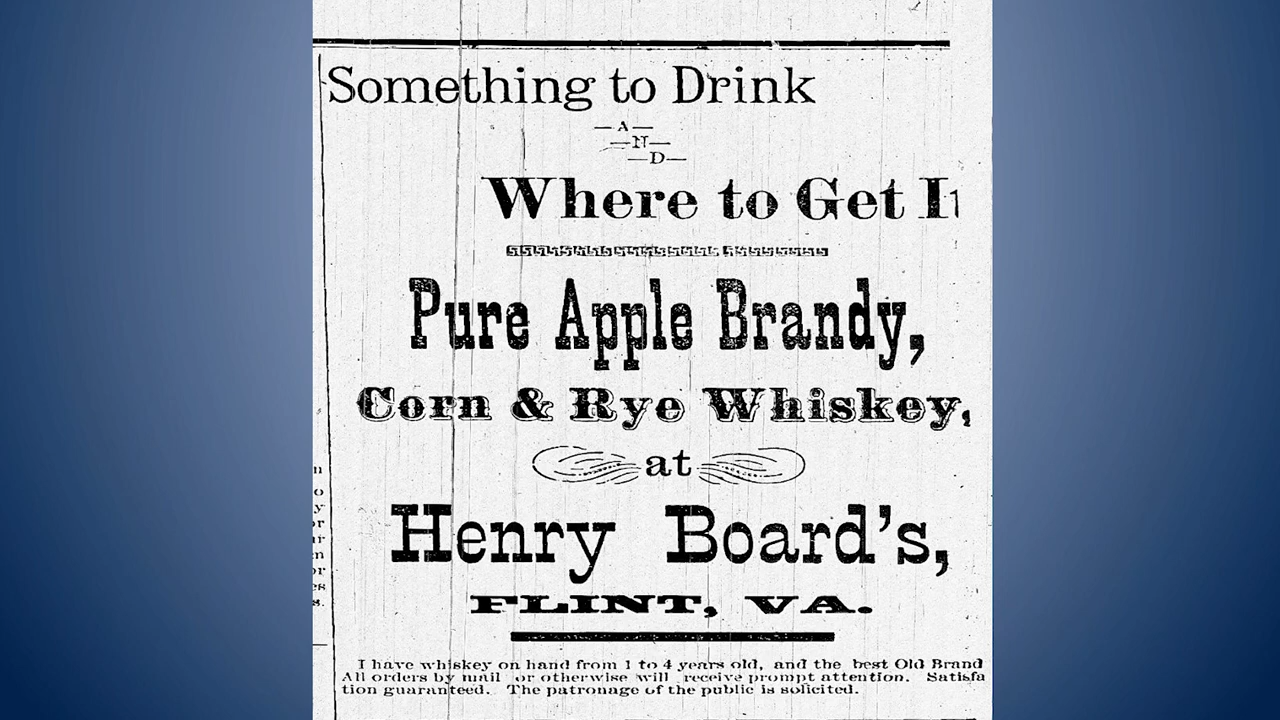 Something to Drink
—A—
—N—
—D—
Where to Get It
Pure Apple Brandy,
Corn & Rye Whiskey,
at
Henry Board's,
FLINT, VA.
I have whiskey on hand from 1 to 4 years old, and the best Old Brand
All orders by mail or otherwise will receive prompt attention. Satisfa
tion guaranteed. The patronage of the public is solicited.